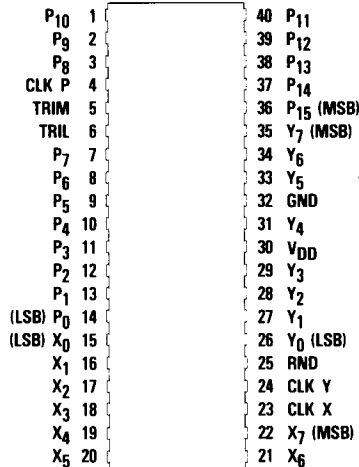 P10 1 40 P11
P9 2 39 P12
P8 3 38 P13
CLK P 4 37 P14
TRIM 5 36 P15 (MSB)
TRIL 6 35 Y7 (MSB)
P7 7 34 Y6
P6 8 33 Y5
P5 9 32 GND
P4 10 31 Y4
P3 11 30 VDD
P2 12 29 Y3
P1 13 28 Y2
(LSB) P0 14 27 Y1
(LSB) X0 15 26 Y0 (LSB)
X1 16 25 RND
X2 17 24 CLK Y
X3 18 23 CLK X
X4 19 22 X7 (MSB)
X5 20 21 X6